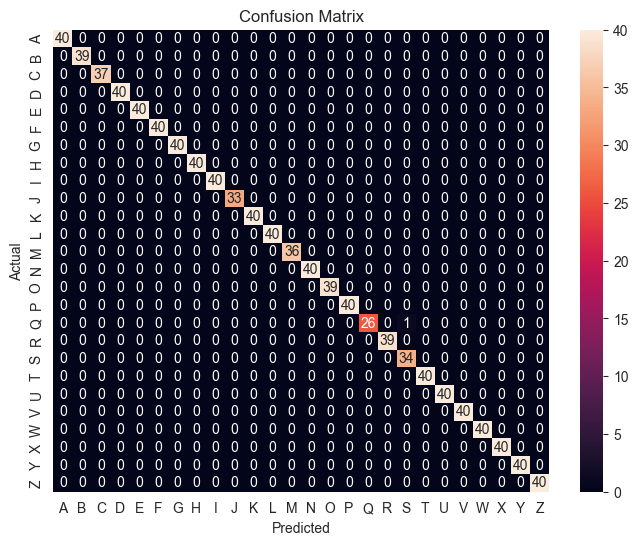 Confusion Matrix
A 40 0 0 0 0 0 0 0 0 0 0 0 0 0 0 0 0 0 0 0 0 0 0 0 0 0
B 0 39 0 0 0 0 0 0 0 0 0 0 0 0 0 0 0 0 0 0 0 0 0 0 0 0
C 0 0 37 0 0 0 0 0 0 0 0 0 0 0 0 0 0 0 0 0 0 0 0 0 0 0
D 0 0 0 40 0 0 0 0 0 0 0 0 0 0 0 0 0 0 0 0 0 0 0 0 0 0
E 0 0 0 0 40 0 0 0 0 0 0 0 0 0 0 0 0 0 0 0 0 0 0 0 0 0
F 0 0 0 0 0 40 0 0 0 0 0 0 0 0 0 0 0 0 0 0 0 0 0 0 0 0
G 0 0 0 0 0 0 40 0 0 0 0 0 0 0 0 0 0 0 0 0 0 0 0 0 0 0
H 0 0 0 0 0 0 0 40 0 0 0 0 0 0 0 0 0 0 0 0 0 0 0 0 0 0
I 0 0 0 0 0 0 0 0 40 0 0 0 0 0 0 0 0 0 0 0 0 0 0 0 0 0
J 0 0 0 0 0 0 0 0 0 33 0 0 0 0 0 0 0 0 0 0 0 0 0 0 0 0
K 0 0 0 0 0 0 0 0 0 0 40 0 0 0 0 0 0 0 0 0 0 0 0 0 0 0
L 0 0 0 0 0 0 0 0 0 0 0 40 0 0 0 0 0 0 0 0 0 0 0 0 0 0
M 0 0 0 0 0 0 0 0 0 0 0 0 36 0 0 0 0 0 0 0 0 0 0 0 0 0
N 0 0 0 0 0 0 0 0 0 0 0 0 0 40 0 0 0 0 0 0 0 0 0 0 0 0
O 0 0 0 0 0 0 0 0 0 0 0 0 0 0 39 0 0 0 0 0 0 0 0 0 0 0
P 0 0 0 0 0 0 0 0 0 0 0 0 0 0 0 40 0 0 0 0 0 0 0 0 0 0
Q 0 0 0 0 0 0 0 0 0 0 0 0 0 0 0 0 26 0 1 0 0 0 0 0 0 0
R 0 0 0 0 0 0 0 0 0 0 0 0 0 0 0 0 0 39 0 0 0 0 0 0 0 0
S 0 0 0 0 0 0 0 0 0 0 0 0 0 0 0 0 0 0 34 0 0 0 0 0 0 0
T 0 0 0 0 0 0 0 0 0 0 0 0 0 0 0 0 0 0 0 40 0 0 0 0 0 0
U 0 0 0 0 0 0 0 0 0 0 0 0 0 0 0 0 0 0 0 0 40 0 0 0 0 0
V 0 0 0 0 0 0 0 0 0 0 0 0 0 0 0 0 0 0 0 0 0 40 0 0 0 0
W 0 0 0 0 0 0 0 0 0 0 0 0 0 0 0 0 0 0 0 0 0 0 40 0 0 0
X 0 0 0 0 0 0 0 0 0 0 0 0 0 0 0 0 0 0 0 0 0 0 0 40 0 0
Y 0 0 0 0 0 0 0 0 0 0 0 0 0 0 0 0 0 0 0 0 0 0 0 0 40 0
Z 0 0 0 0 0 0 0 0 0 0 0 0 0 0 0 0 0 0 0 0 0 0 0 0 0 40
A B C D E F G H I J K L M N O P Q R S T U V W X Y Z
Predicted
Actual
40
35
30
25
20
15
10
5
0